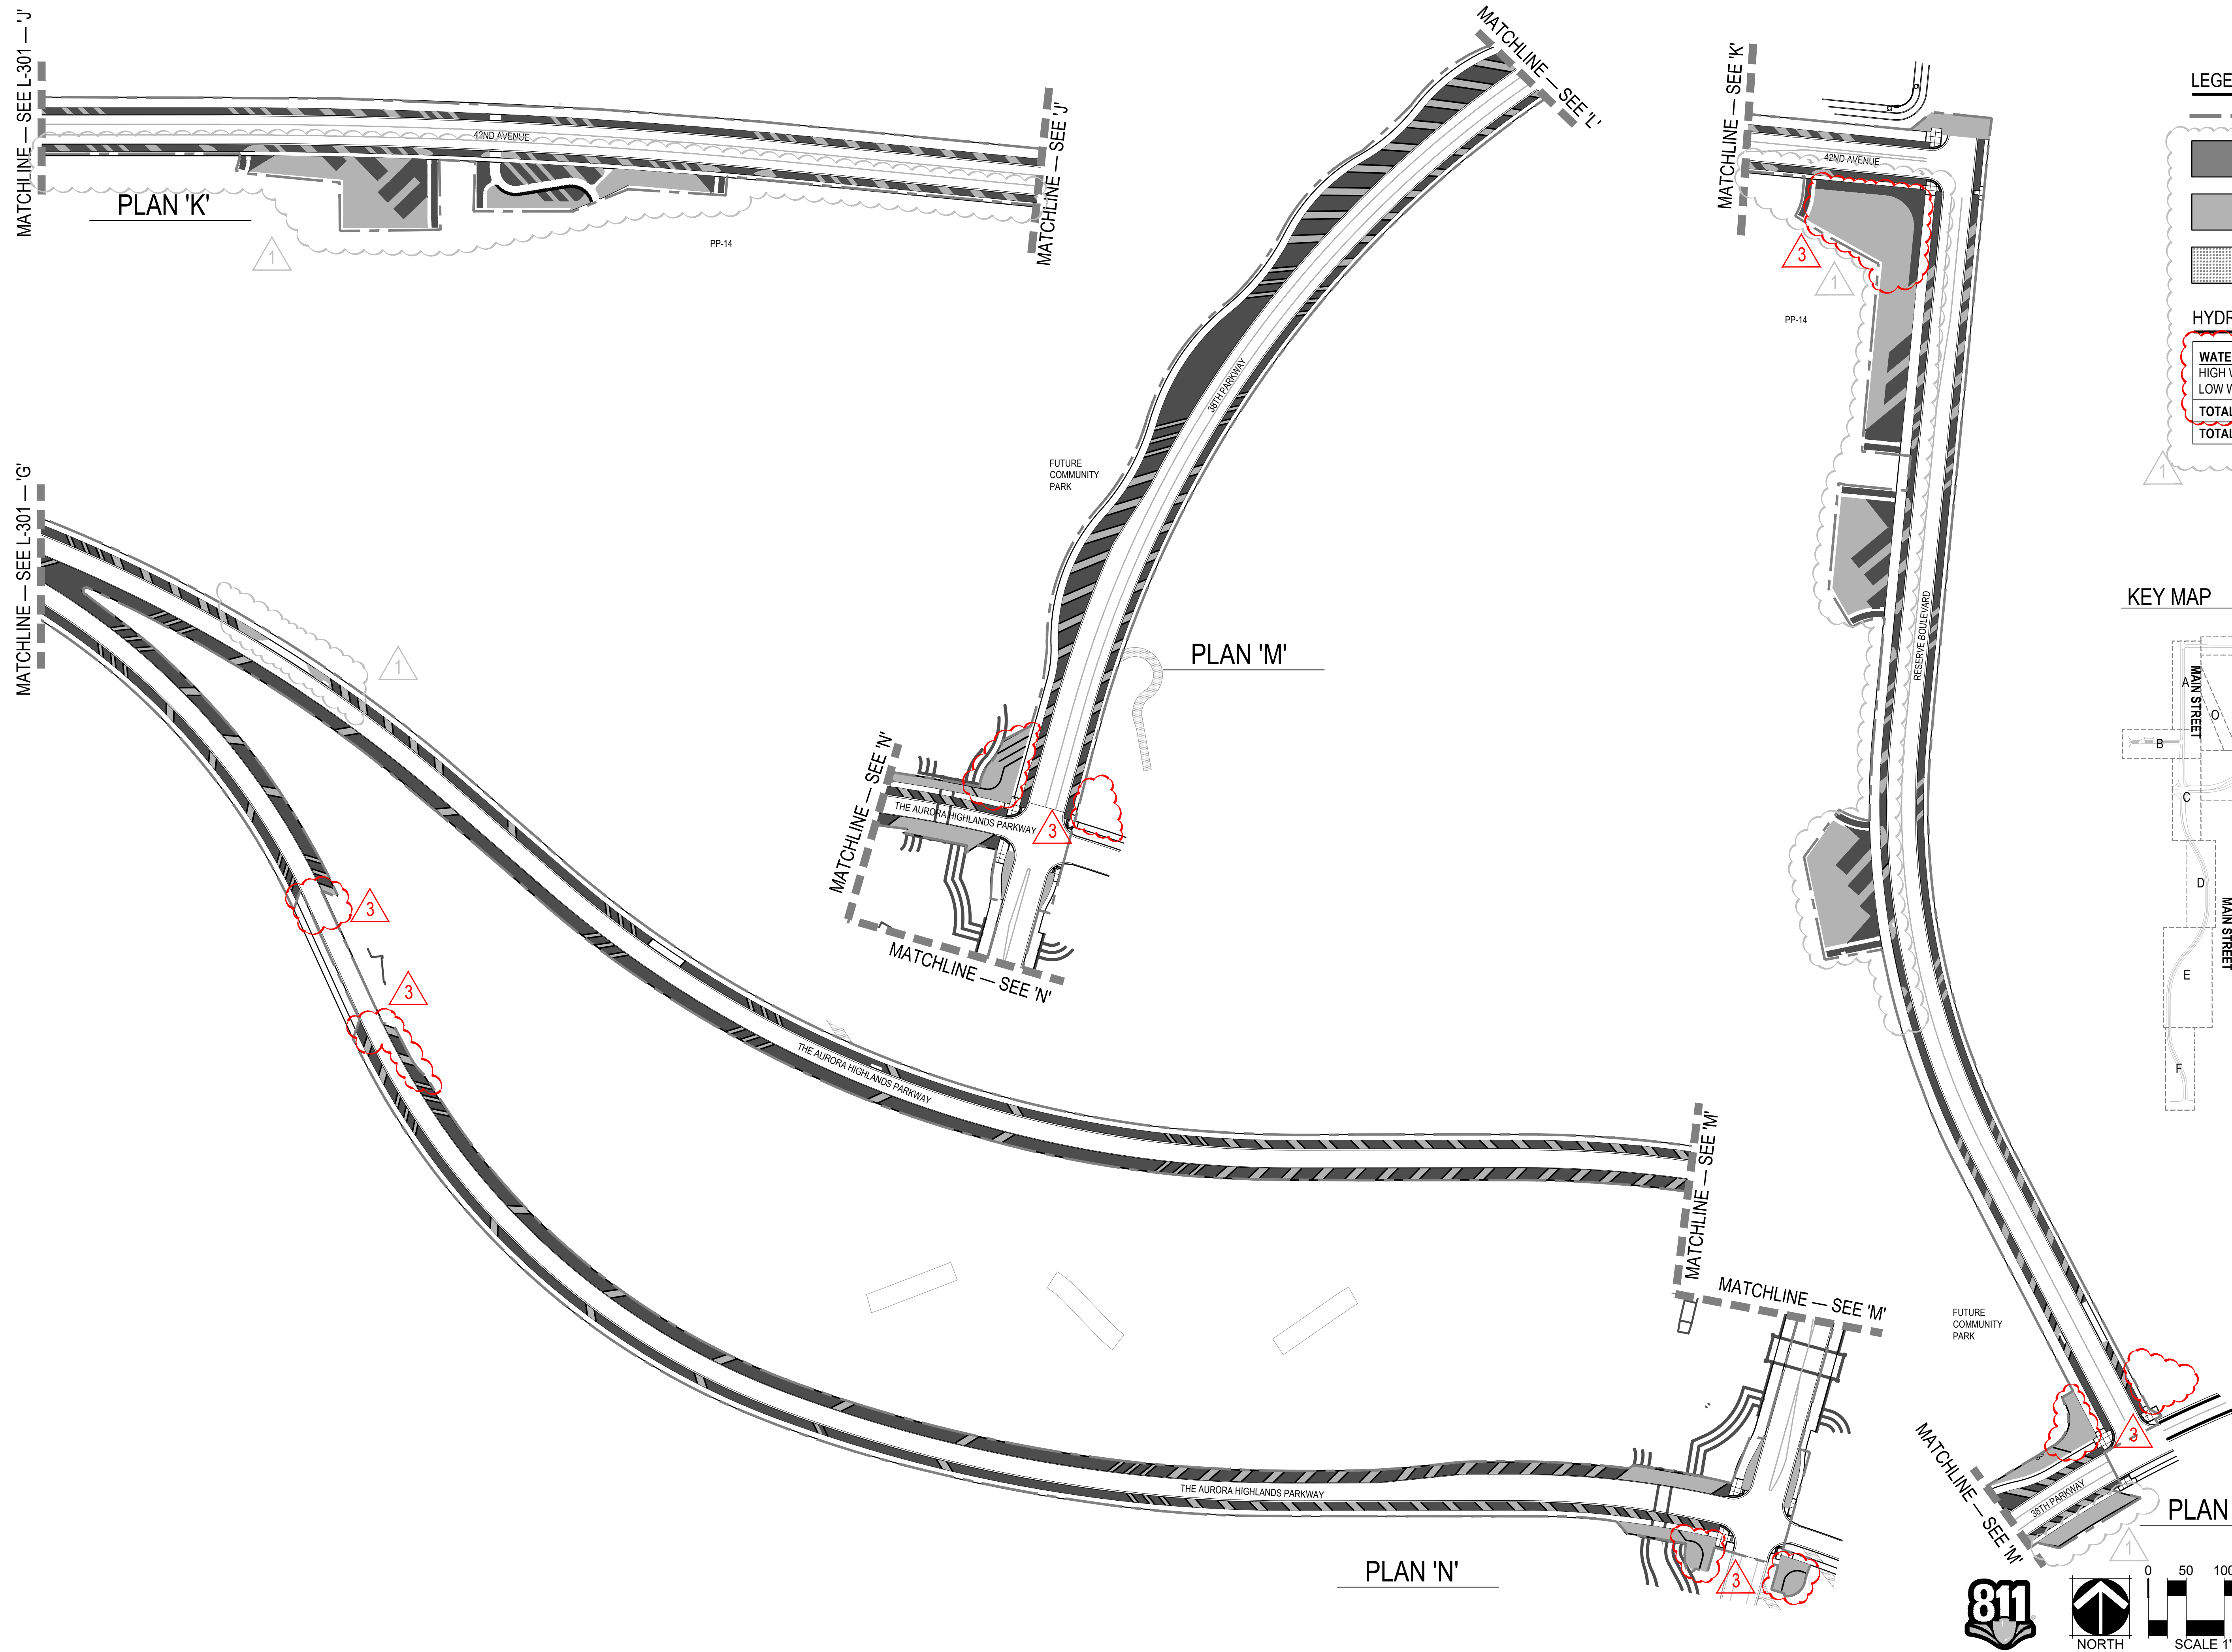 MATCHLINE — SEE L-301 — 'J'
42ND AVENUE
PLAN 'K'
1
PP-14
MATCHLINE — SEE 'J'
MATCHLINE — SEE 'L'
38TH PARKWAY
FUTURE
COMMUNITY
PARK
PLAN 'M'
MATCHLINE — SEE 'N'
THE AURORA HIGHLANDS PARKWAY
3
MATCHLINE — SEE 'N'
MATCHLINE — SEE 'K'
42ND AVENUE
3
1
PP-14
RESERVE BOULEVARD
FUTURE
COMMUNITY
PARK
3
38TH PARKWAY
MATCHLINE — SEE 'M'
1
PLAN
MATCHLINE — SEE L-301 — 'G'
1
3
3
THE AURORA HIGHLANDS PARKWAY
MATCHLINE — SEE 'M'
MATCHLINE — SEE 'M'
THE AURORA HIGHLANDS PARKWAY
3
PLAN 'N'
LEGE
HYDR
WATE
HIGH W
LOW W
TOTAL
TOTAL
1
KEY MAP
A
MAIN STREET
O
B
C
D
MAIN STREET
E
F
811
NORTH
0 50 100
SCALE 1"